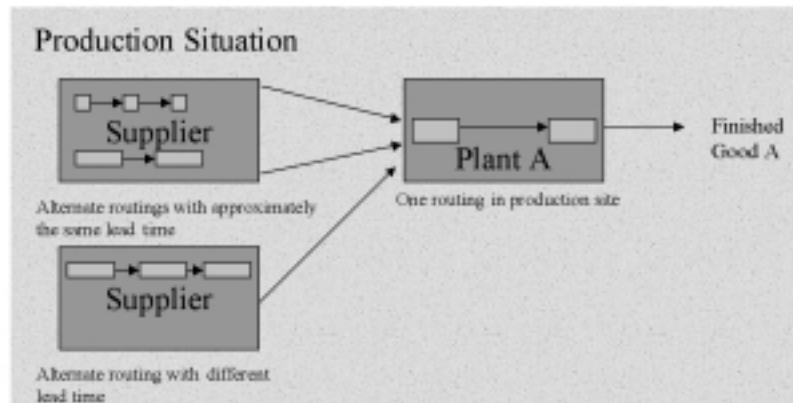 Production Situation
Supplier
Alternate routings with approximately
the same lead time
Supplier
Alternate routing with different
lead time
Plant A
One routing in production site
Finished
Good A